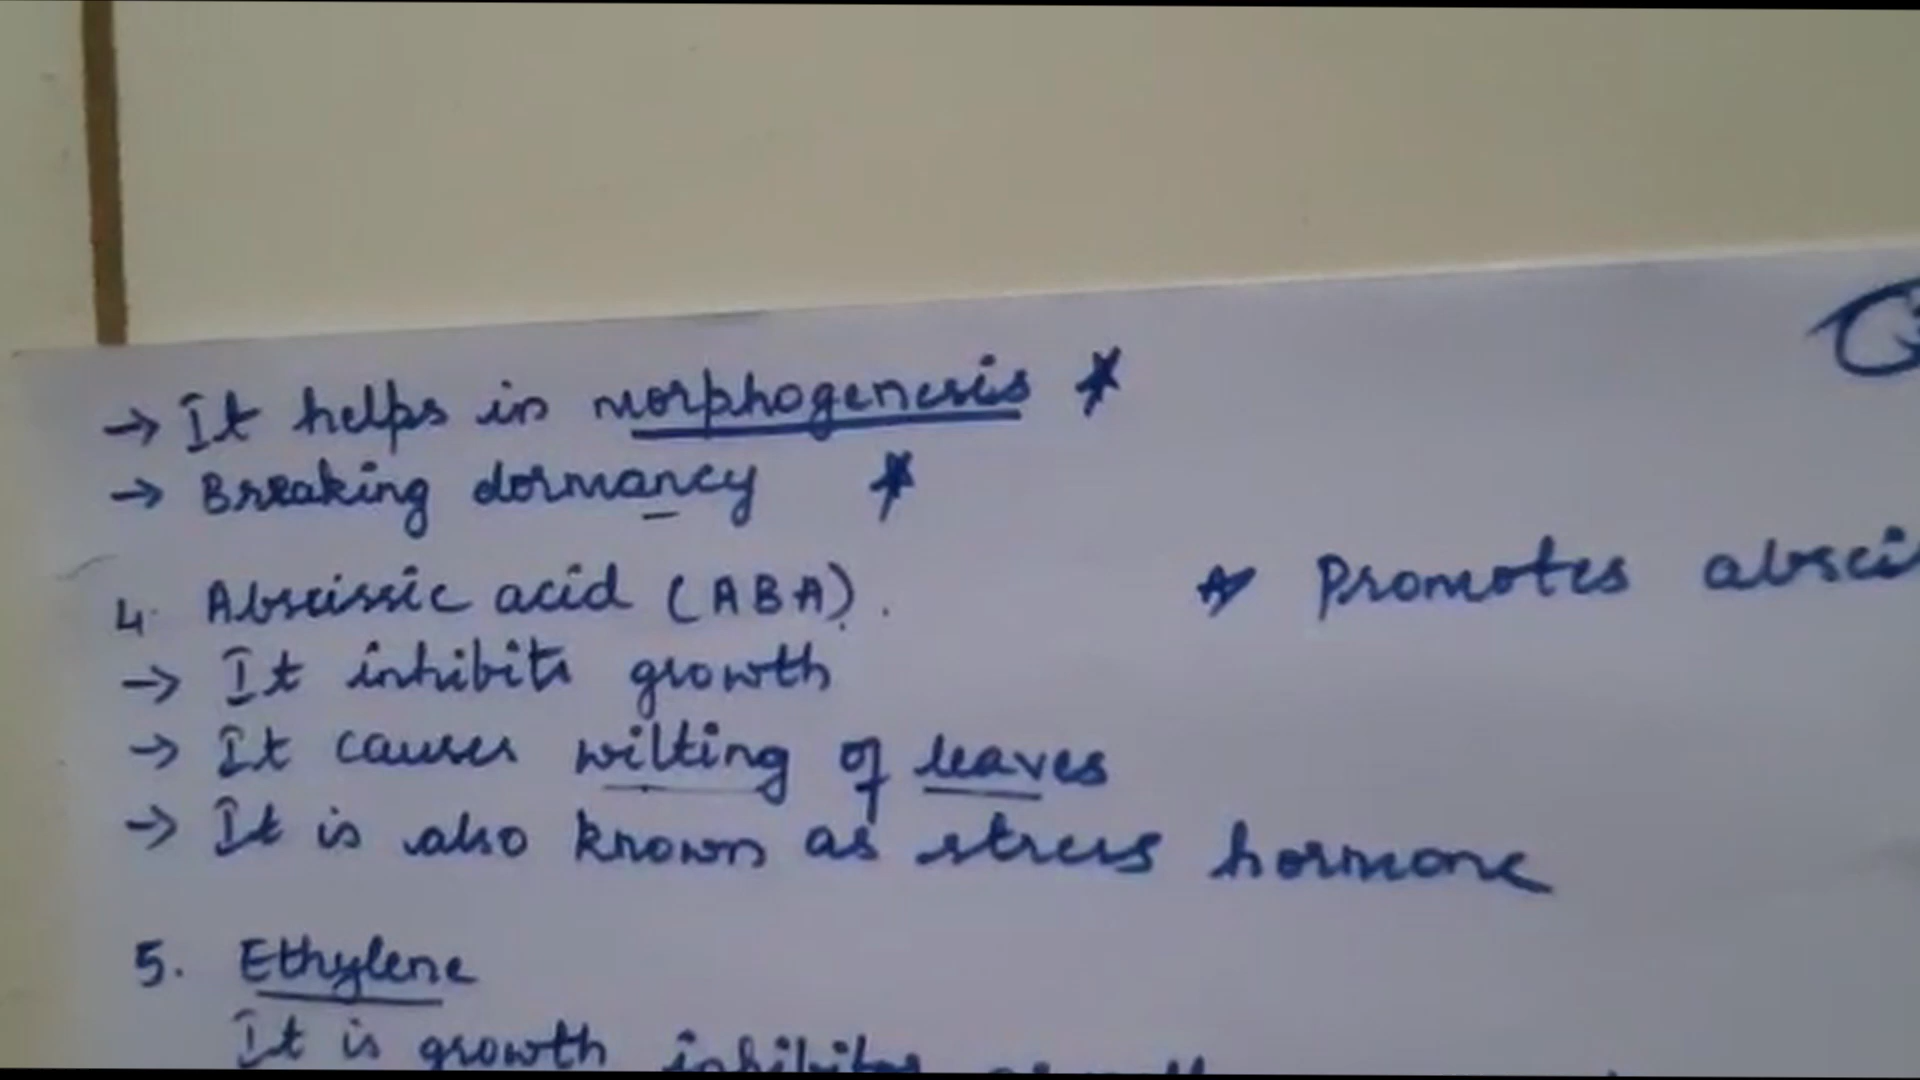 → It helps in morphogenesis *
→ Breaking dormancy *
4. Abscissic acid (ABA).
* Promotes absci
→ It inhibits growth
→ It causes wilting of leaves
→ It is also known as stress hormone
5. Ethylene
It is growth inhibitor